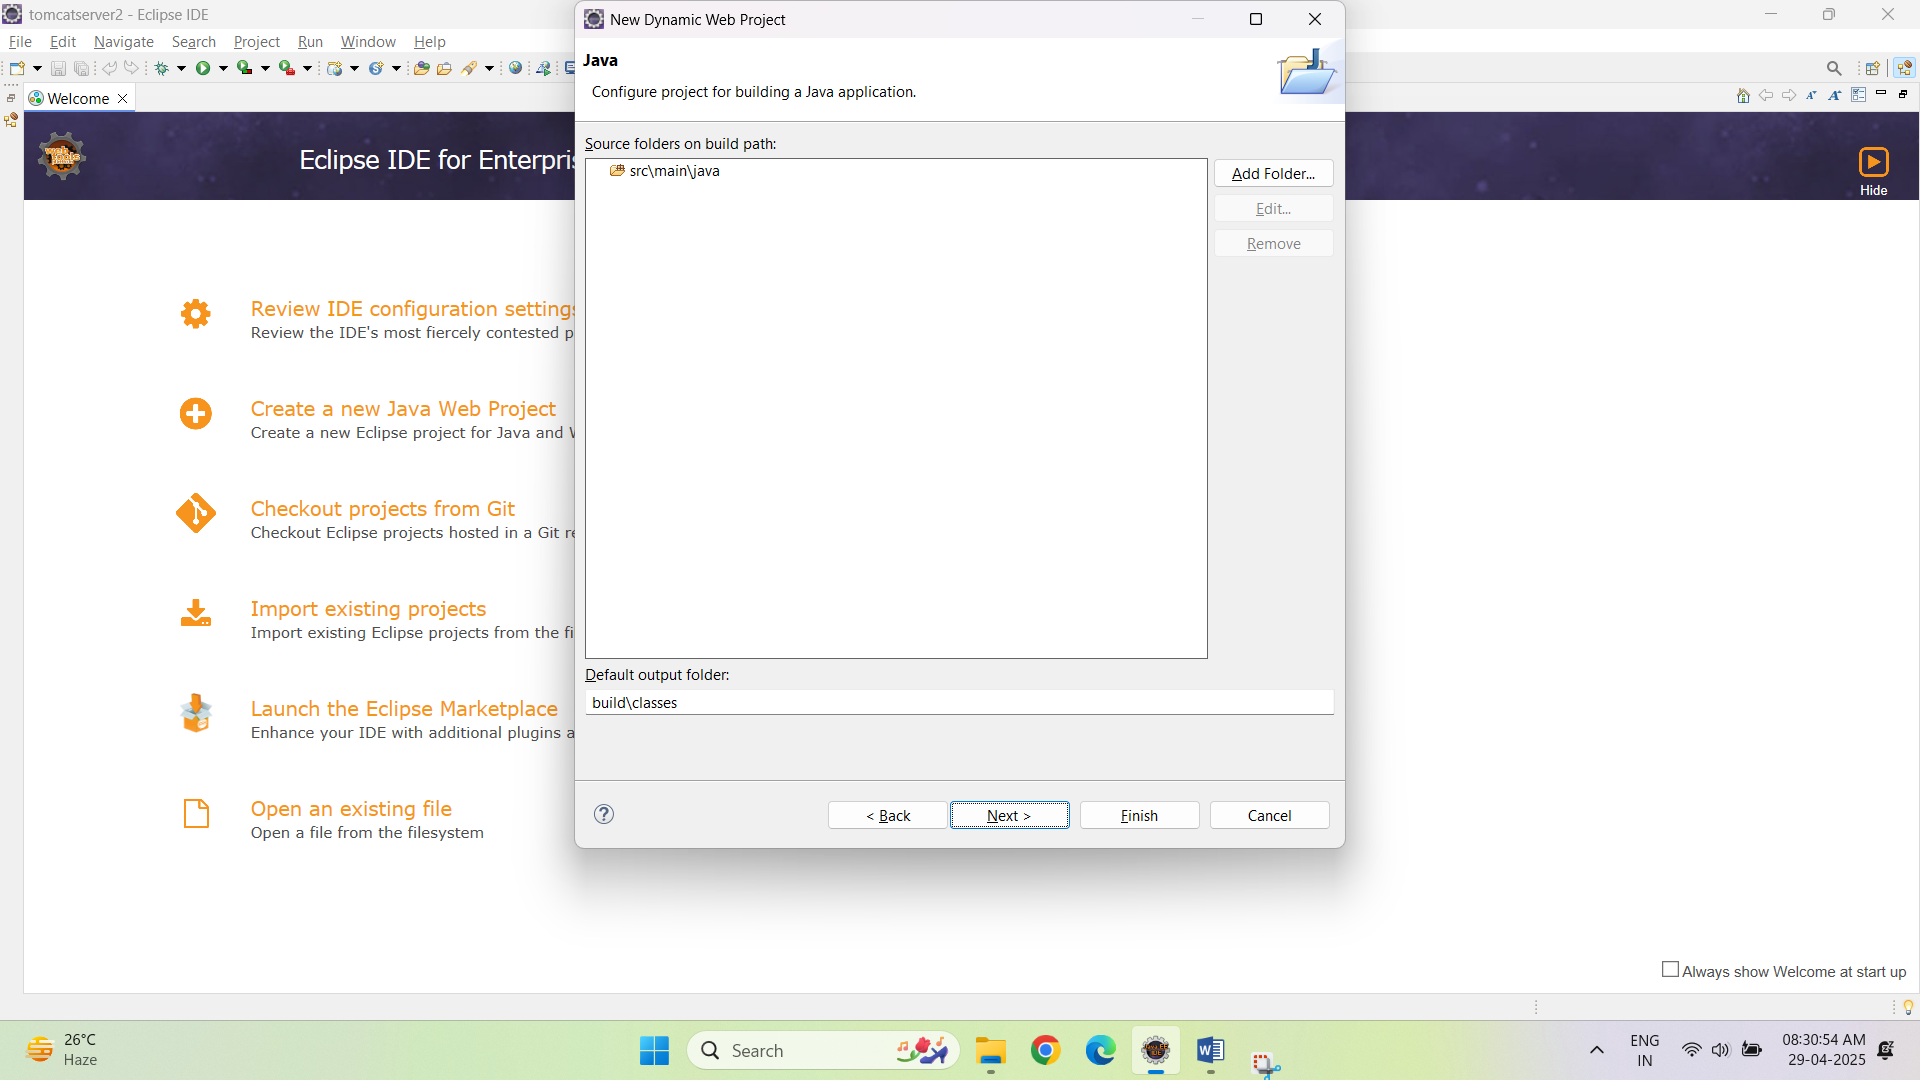 tomcatserver2 - Eclipse IDE
File Edit Navigate Search Project Run Window Help
Welcome
Eclipse IDE for Enterpris
Hide
Review IDE configuration settings
Review the IDE's most fiercely contested p
Create a new Java Web Project
Create a new Eclipse project for Java and W
Checkout projects from Git
Checkout Eclipse projects hosted in a Git re
Import existing projects
Import existing Eclipse projects from the fi
Launch the Eclipse Marketplace
Enhance your IDE with additional plugins a
Open an existing file
Open a file from the filesystem
New Dynamic Web Project
Java
Configure project for building a Java application.
Source folders on build path:
src\main\java
Add Folder...
Edit...
Remove
Default output folder:
build\classes
< Back Next > Finish Cancel
Always show Welcome at start up
26°C
Haze
Search
ENG
IN
08:30:54 AM
29-04-2025